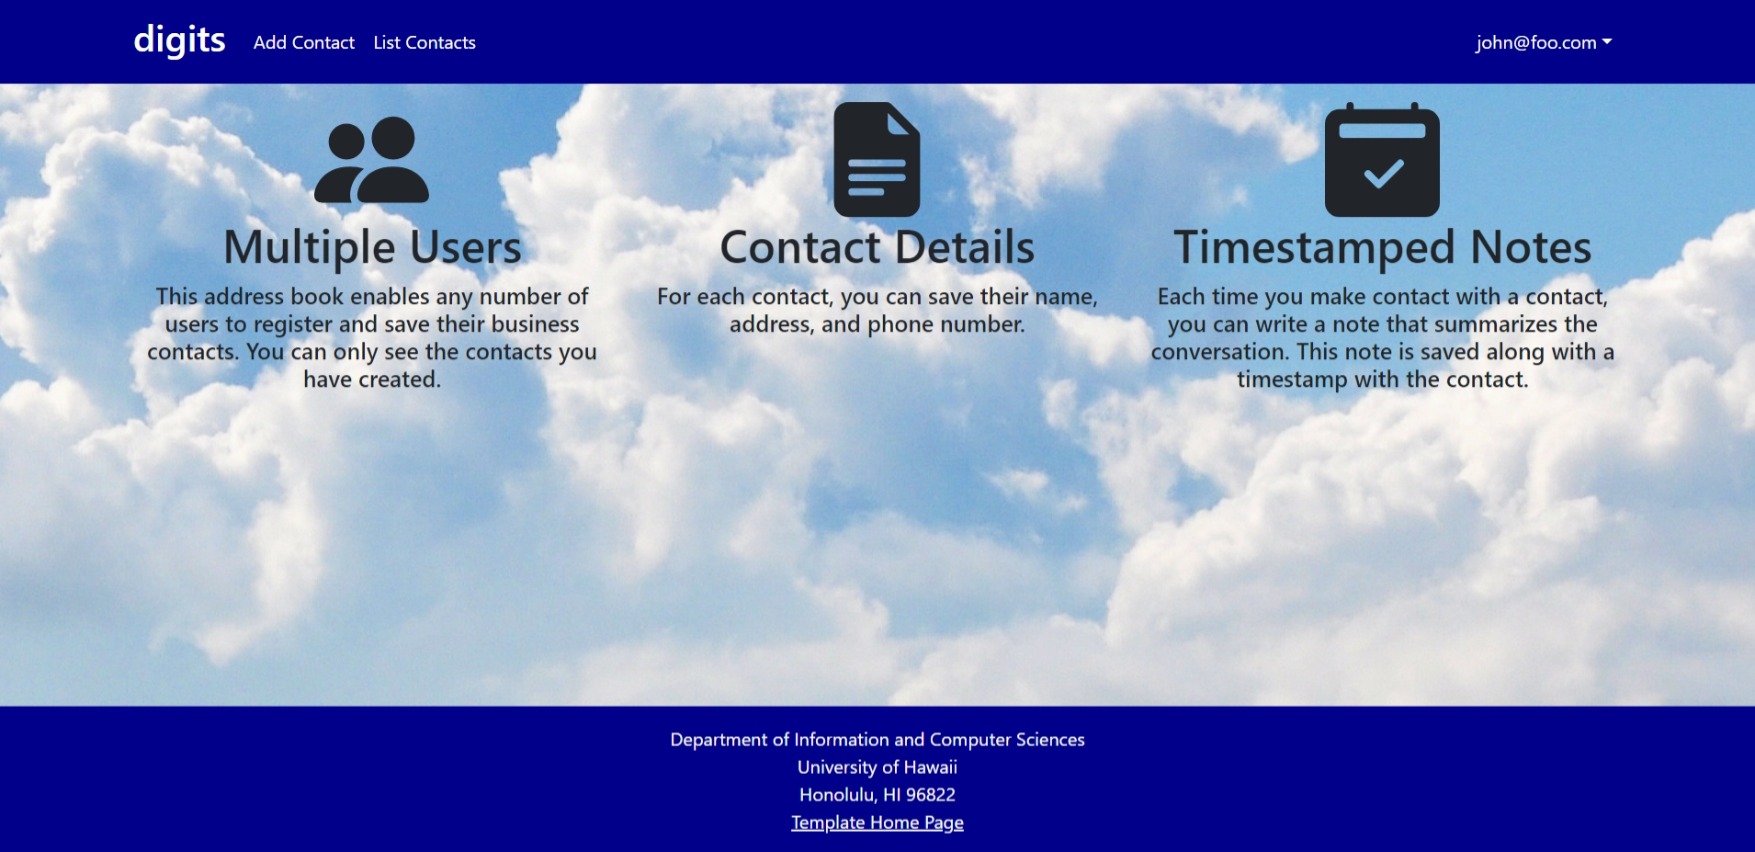 digits
Add Contact
List Contacts
john@foo.com
Multiple Users
This address book enables any number of
users to register and save their business
contacts. You can only see the contacts you
have created.
Contact Details
For each contact, you can save their name,
address, and phone number.
Timestamped Notes
Each time you make contact with a contact,
you can write a note that summarizes the
conversation. This note is saved along with a
timestamp with the contact.
Department of Information and Computer Sciences
University of Hawaii
Honolulu, HI 96822
Template Home Page